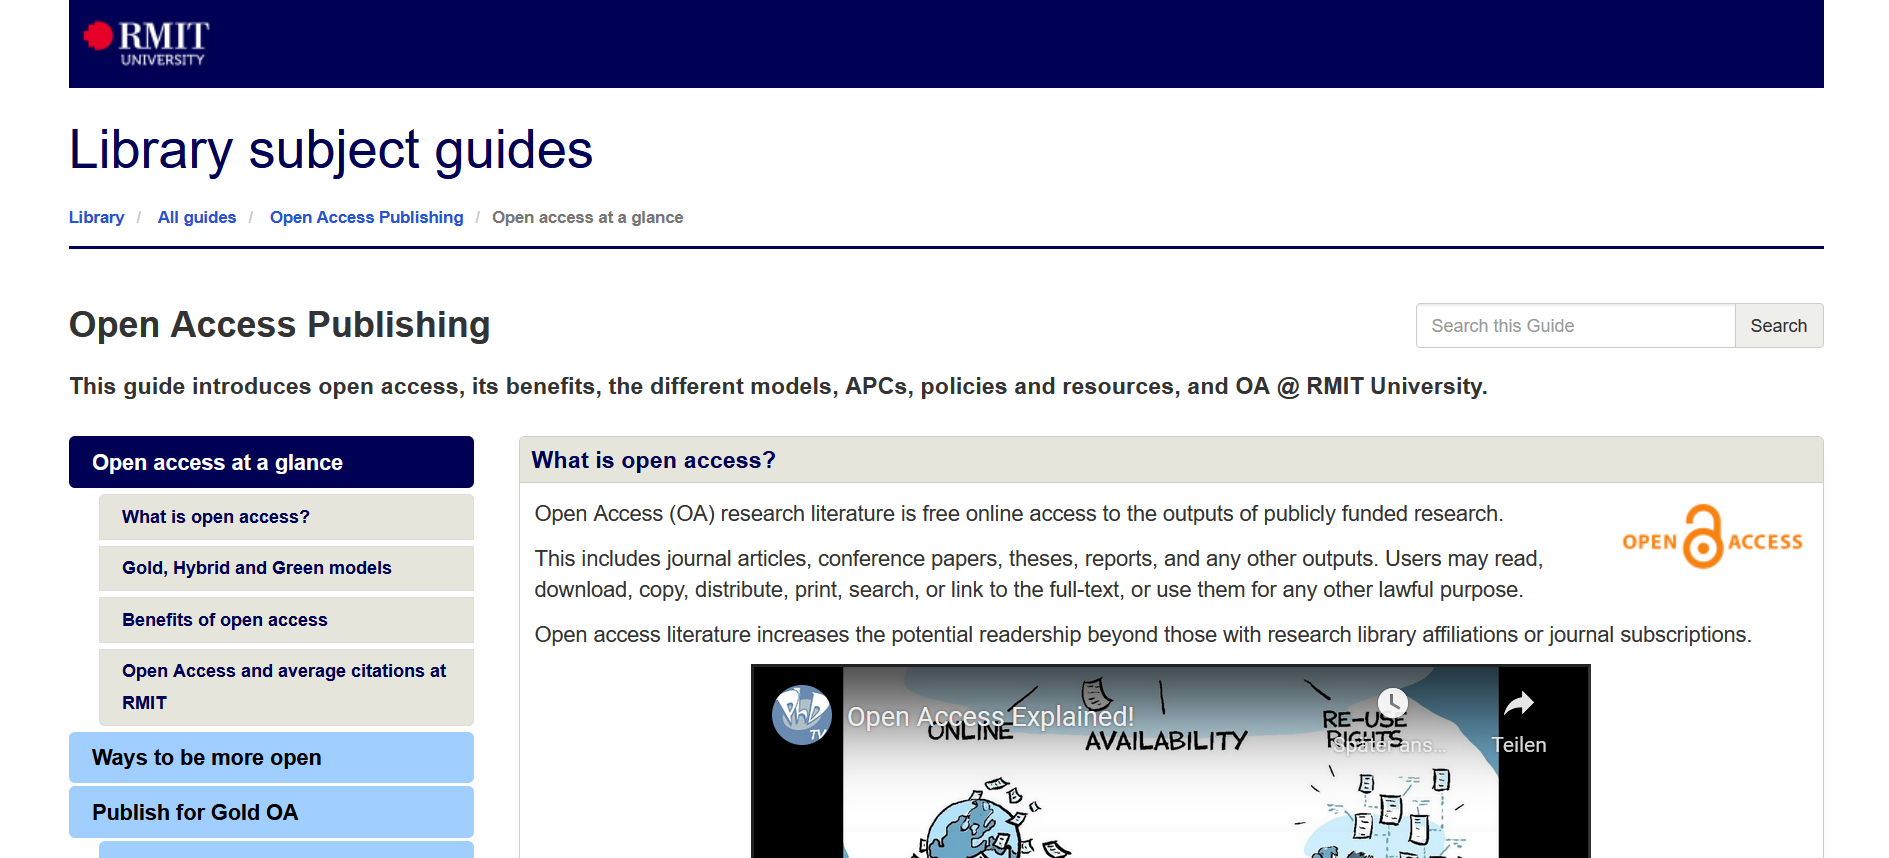 RMIT
UNIVERSITY
Library subject guides
Library / All guides / Open Access Publishing / Open access at a glance
Open Access Publishing
Search this Guide
Search
This guide introduces open access, its benefits, the different models, APCs, policies and resources, and OA @ RMIT University.
Open access at a glance
What is open access?
Gold, Hybrid and Green models
Benefits of open access
Open Access and average citations at
RMIT
Ways to be more open
Publish for Gold OA
What is open access?
Open Access (OA) research literature is free online access to the outputs of publicly funded research.
OPEN ACCESS
This includes journal articles, conference papers, theses, reports, and any other outputs. Users may read,
download, copy, distribute, print, search, or link to the full-text, or use them for any other lawful purpose.
Open access literature increases the potential readership beyond those with research library affiliations or journal subscriptions.
PhD
TV
Open Access Explained!
ONLINE
AVAILABILITY
RE-USE
RIGHTS
Später ans...
Teilen